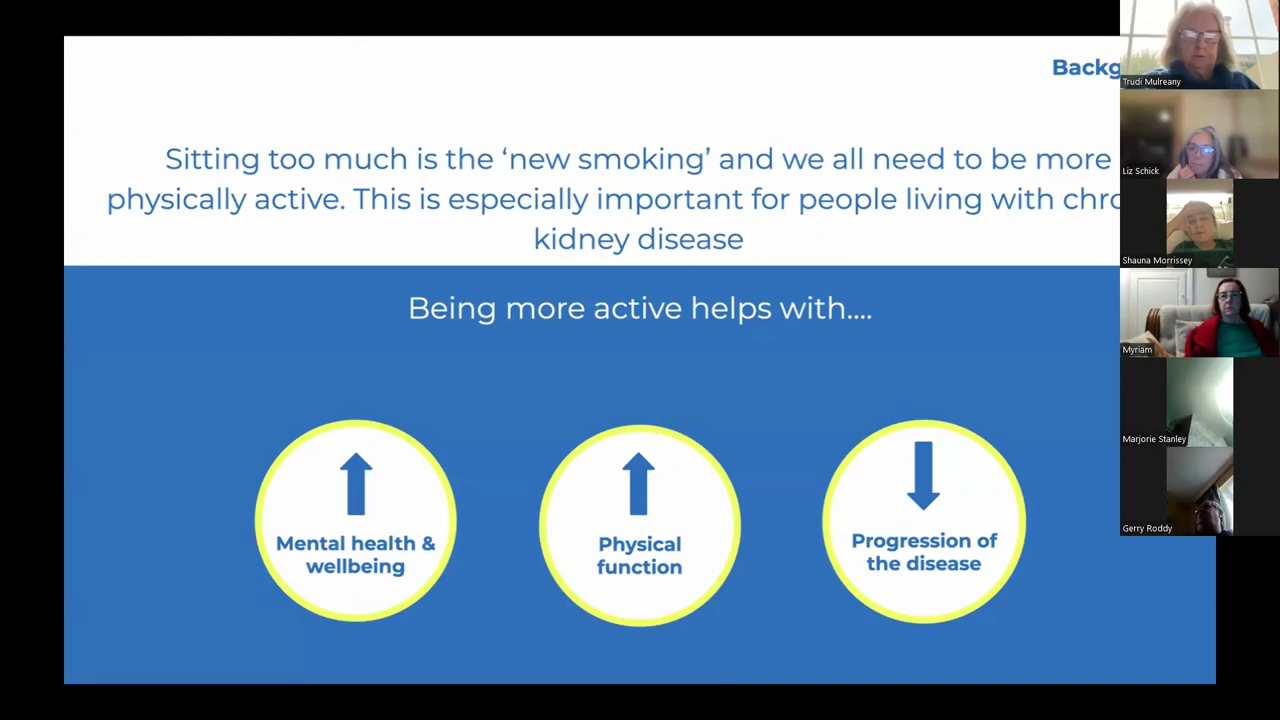 Backg
Sitting too much is the ‘new smoking’ and we all need to be more
physically active. This is especially important for people living with chro
kidney disease
Being more active helps with....
Mental health &
wellbeing
Physical
function
Progression of
the disease
Trudi Mulreany
Liz Schick
Shauna Morrissey
Myriam
Marjorie Stanley
Gerry Roddy